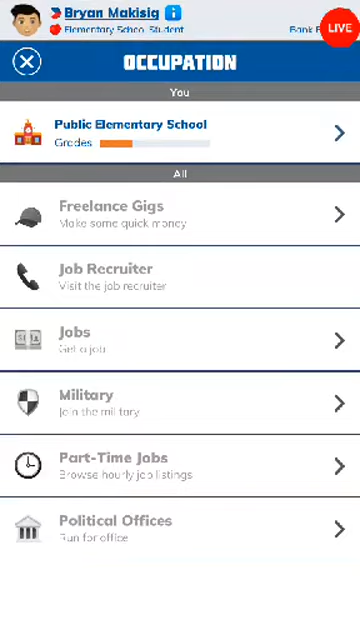 Bryan Makisig i
Elementary School Student
Bank
LIVE
OCCUPATION
You
Public Elementary School
Grades
All
Freelance Gigs
Make some quick money
Job Recruiter
Visit the job recruiter
Jobs
Get a job
Military
Join the military
Part-Time Jobs
Browse hourly job listings
Political Offices
Run for office